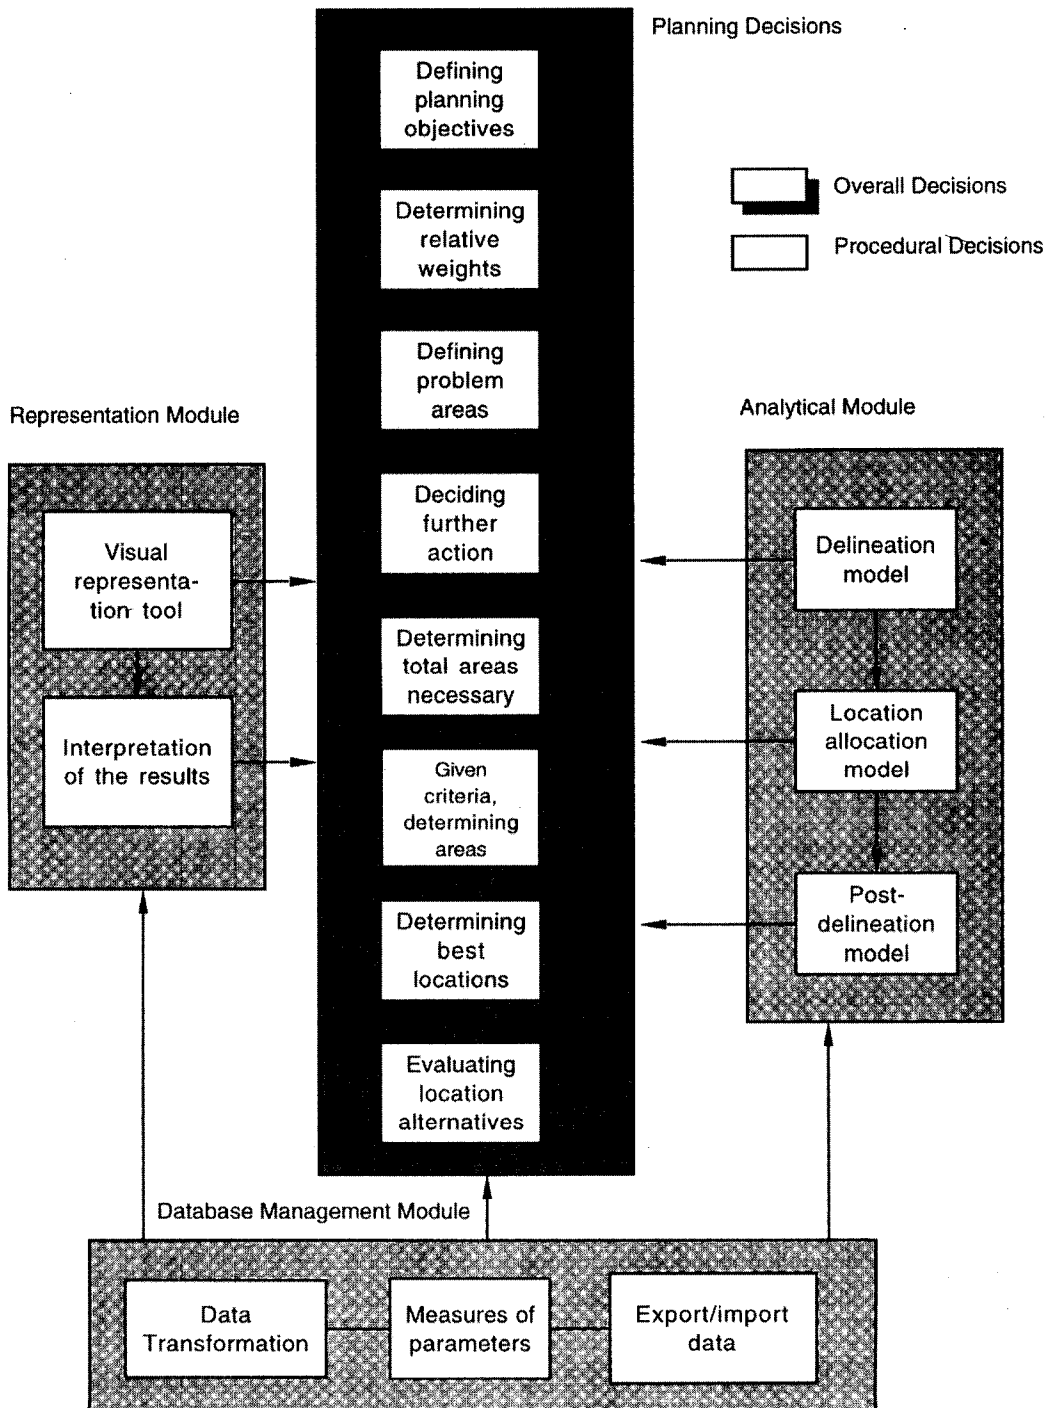 Planning Decisions
Defining
planning
objectives
Overall Decisions
Determining
relative
weights
Procedural Decisions
Defining
problem
areas
Representation Module
Analytical Module
Deciding
further
action
Visual
representa-
tion tool
Delineation
model
Determining
total areas
necessary
Interpretation
of the results
Location
allocation
model
Given
criteria,
determining
areas
Determining
best
locations
Post-
delineation
model
Evaluating
location
alternatives
Database Management Module
Data
Transformation
Measures of
parameters
Export/import
data